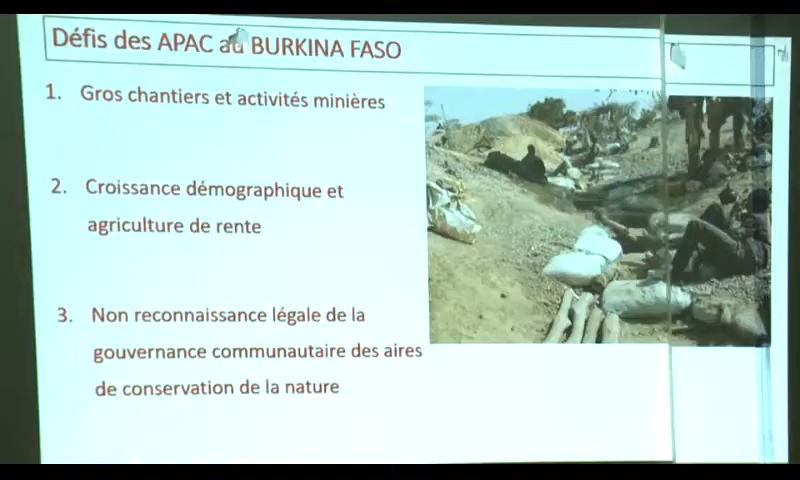 Défis des APAC au BURKINA FASO
1. Gros chantiers et activités minières
2. Croissance démographique et
agriculture de rente
3. Non reconnaissance légale de la
gouvernance communautaire des aires
de conservation de la nature